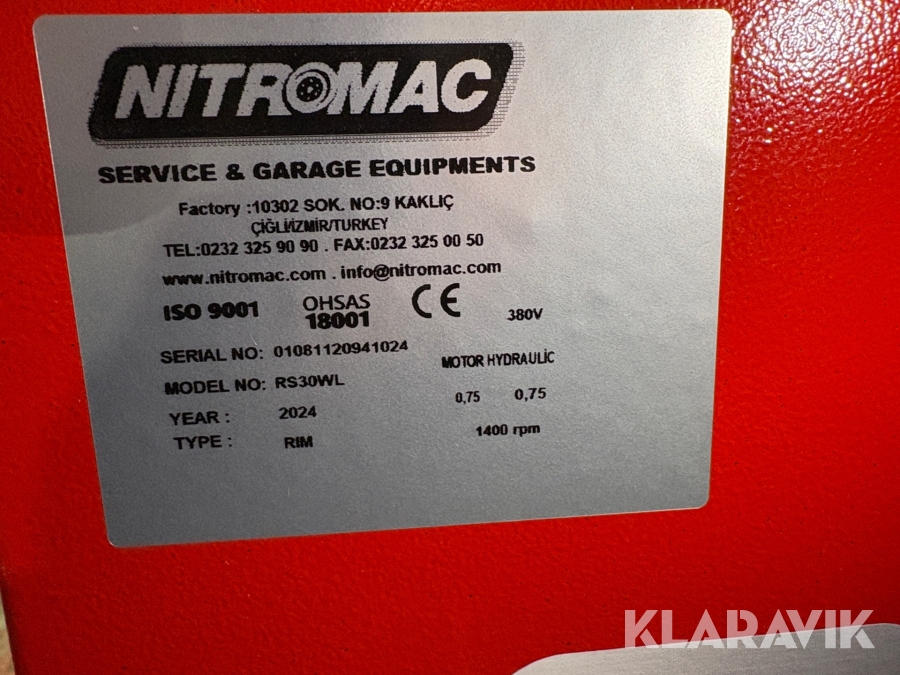 NITROMAC
SERVICE & GARAGE EQUIPMENTS
Factory :10302 SOK. NO:9 KAKLIÇ
ÇİĞLİ/İZMİR/TURKEY
TEL:0232 325 90 90 . FAX:0232 325 00 50
www.nitromac.com . info@nitromac.com
ISO 9001 OHSAS 18001 CE 380V
SERIAL NO: 01081120941024
MOTOR HYDRAULİC
MODEL NO: RS30WL
0,75 0,75
YEAR : 2024
1400 rpm
TYPE : RIM
KLARAVIK